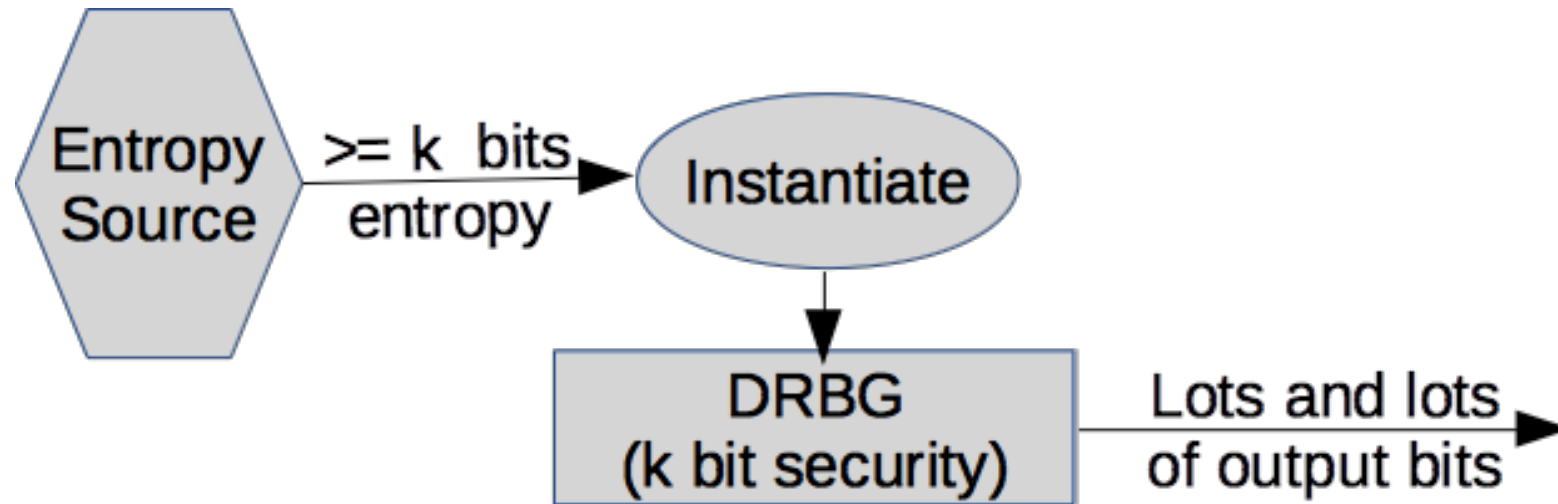 Entropy
Source
>= k bits
entropy
Instantiate
DRBG
(k bit security)
Lots and lots
of output bits